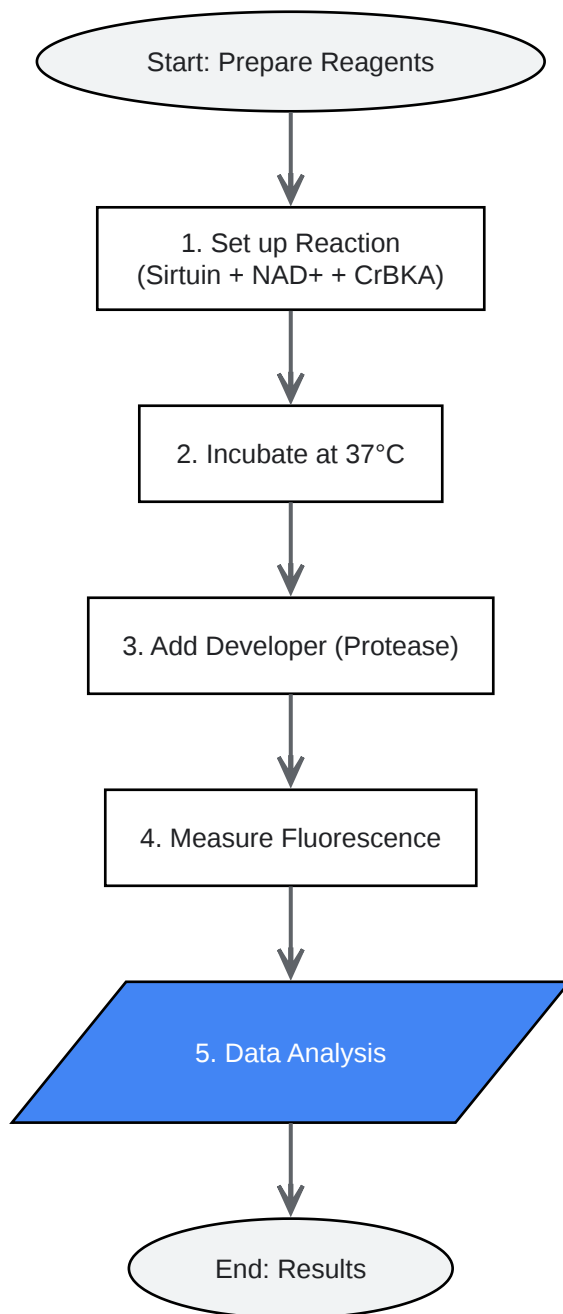 Start: Prepare Reagents
1. Set up Reaction
(Sirtuin + NAD+ + CrBKA)
2. Incubate at 37°C
3. Add Developer (Protease)
4. Measure Fluorescence
5. Data Analysis
End: Results